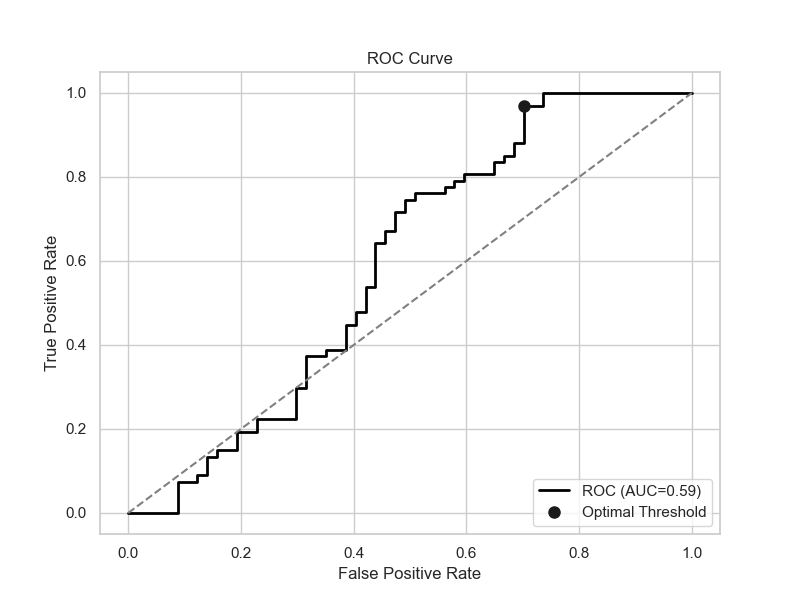 ROC Curve
1.0
0.8
0.6
0.4
0.2
0.0
True Positive Rate
ROC (AUC=0.59)
Optimal Threshold
0.0 0.2 0.4 0.6 0.8 1.0
False Positive Rate